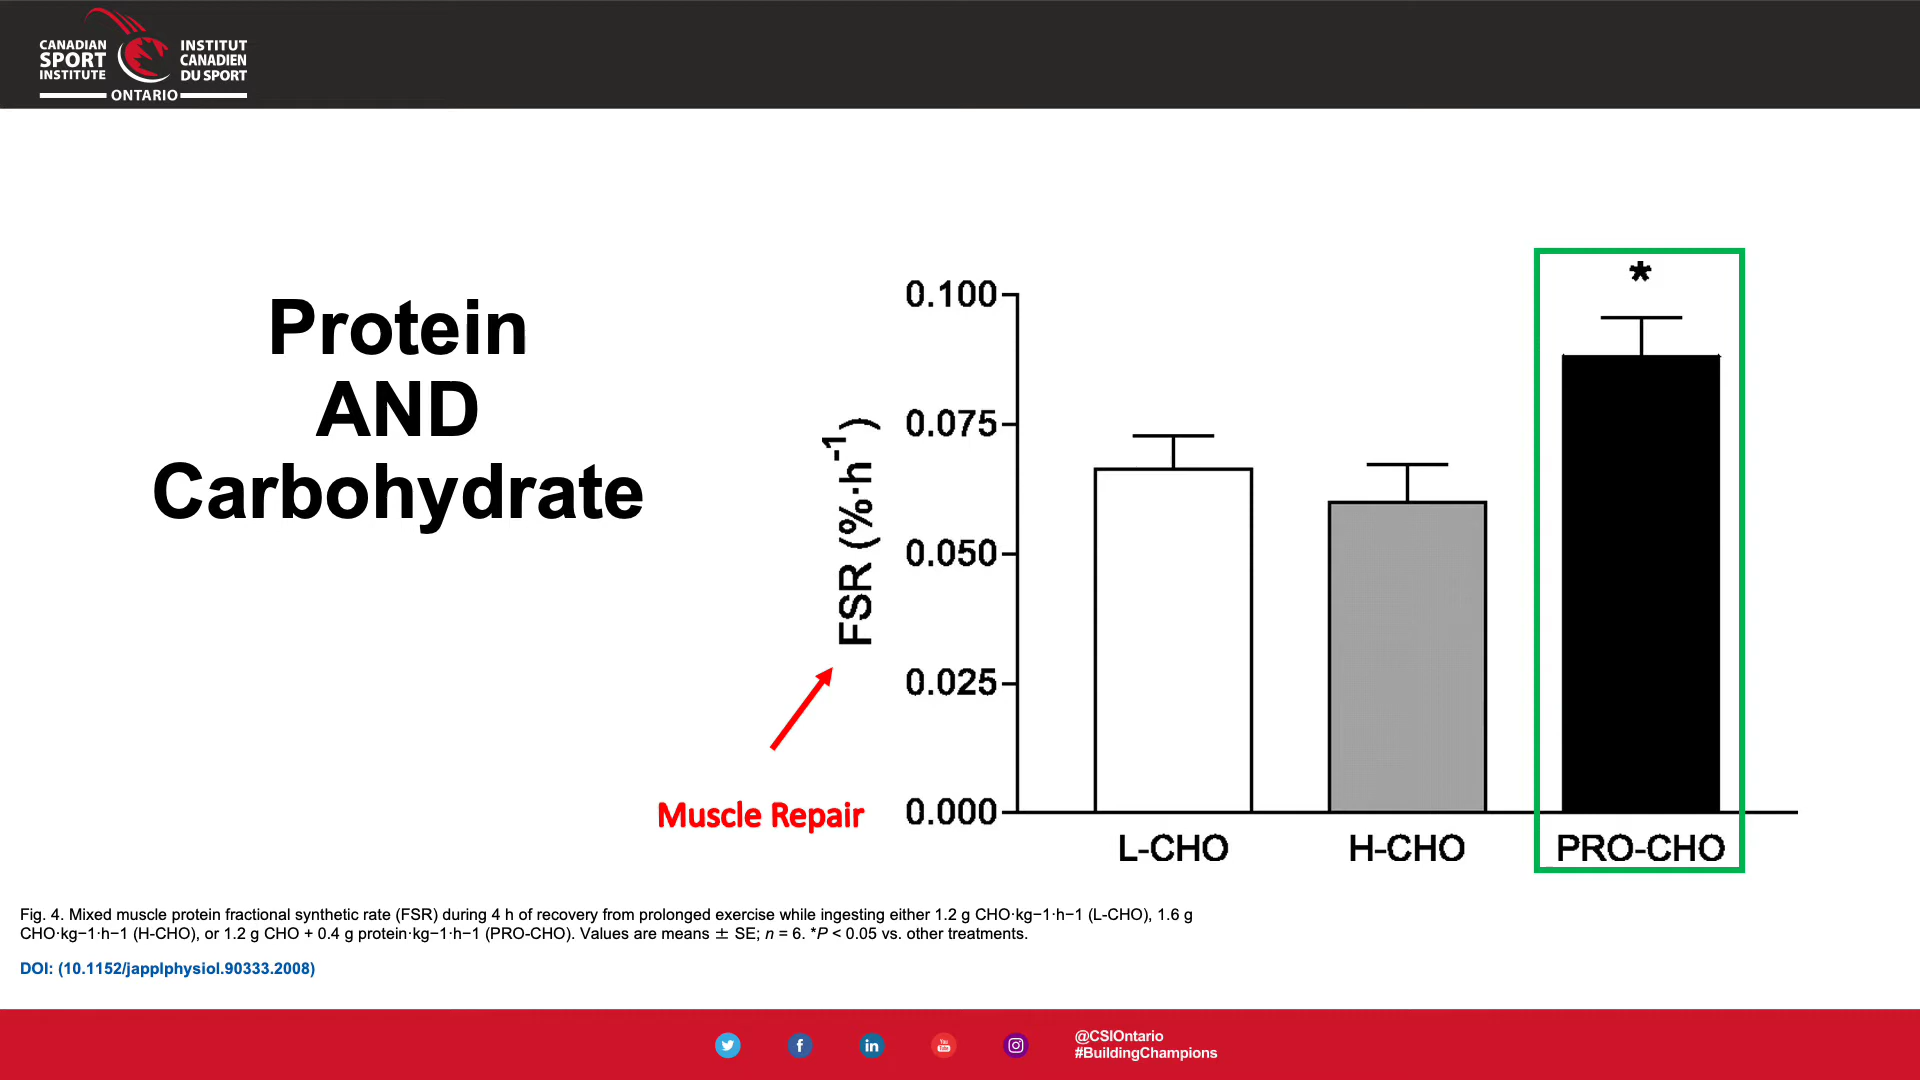 CANADIAN
SPORT
INSTITUTE
INSTITUT
CANADIEN
DU SPORT
ONTARIO
Protein
AND
Carbohydrate
Muscle Repair
FSR (%·h⁻¹)
0.100
0.075
0.050
0.025
0.000
*
L-CHO
H-CHO
PRO-CHO
Fig. 4. Mixed muscle protein fractional synthetic rate (FSR) during 4 h of recovery from prolonged exercise while ingesting either 1.2 g CHO·kg−1·h−1 (L-CHO), 1.6 g
CHO·kg−1·h−1 (H-CHO), or 1.2 g CHO + 0.4 g protein·kg−1·h−1 (PRO-CHO). Values are means ± SE; n = 6. *P < 0.05 vs. other treatments.
DOI: (10.1152/japplphysiol.90333.2008)
f
in
You
Tube
@CSIOntario
#BuildingChampions